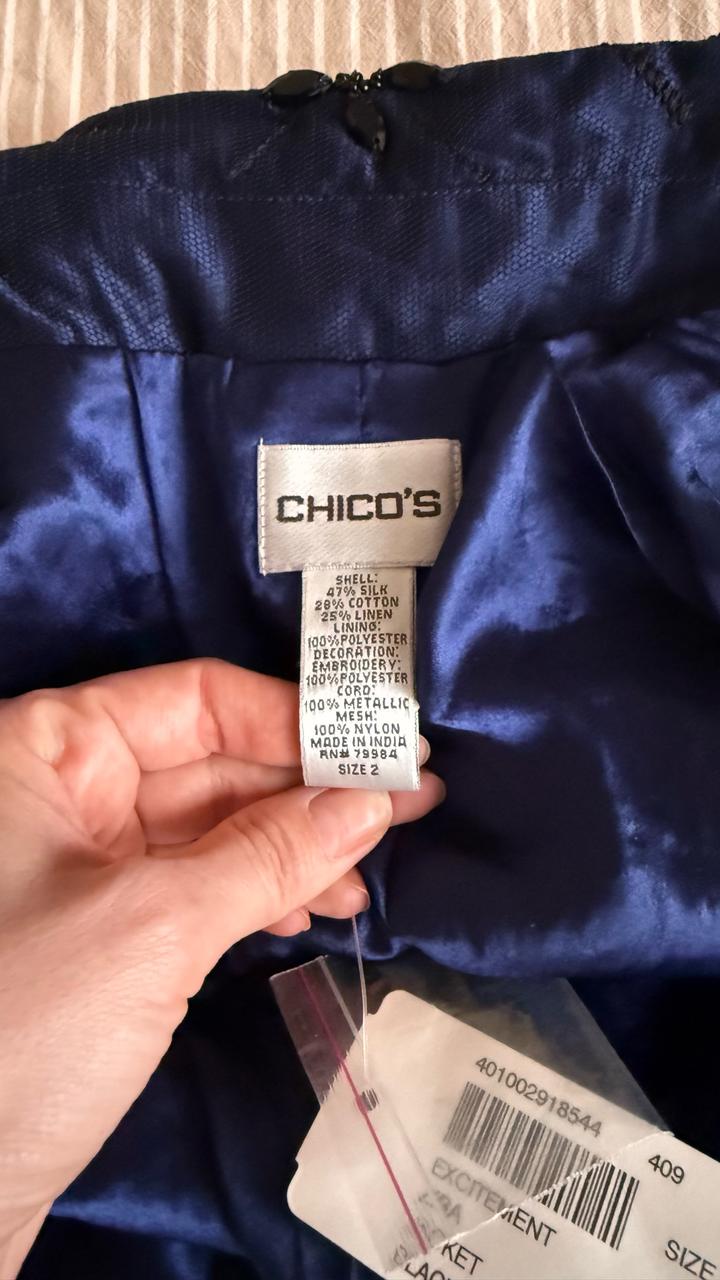 CHICO'S
SHELL:
47% SILK
28% COTTON
25% LINEN
LINING:
100%POLYESTER
DECORATION:
EMBROIDERY:
100%POLYESTER
CORD:
100% METALLIC
MESH:
100% NYLON
MADE IN INDIA
RN# 79984
SIZE 2
401002918544
409
EXCITEMENT
KET
SIZE